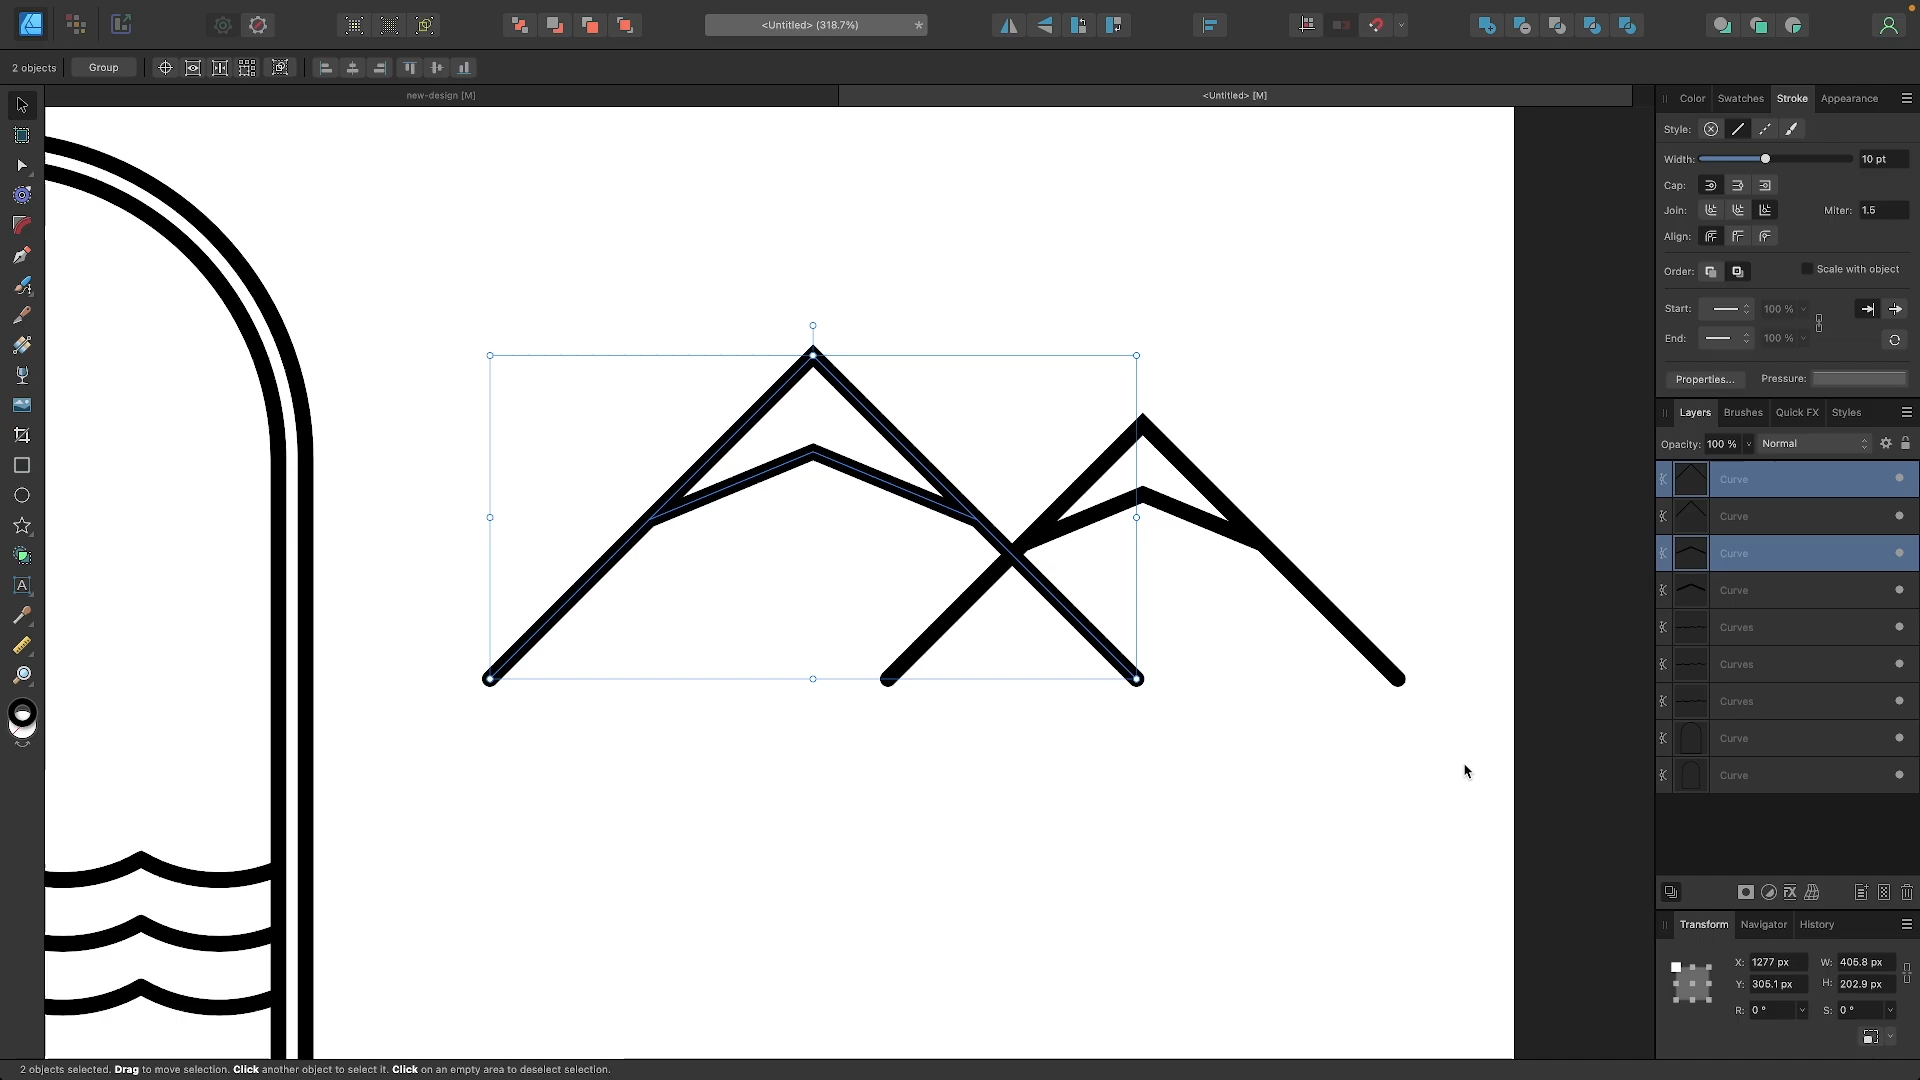 <Untitled> (318.7%)
*
2 objects
Group
new-design [M]
<Untitled> [M]
Color
Swatches
Stroke
Appearance
Style:
Width:
10 pt
Cap:
Join:
Miter:
1.5
Align:
Order:
Scale with object
Start:
100 %
End:
100 %
Properties...
Pressure:
Layers
Brushes
Quick FX
Styles
Opacity:
100 %
Normal
Curve
Curve
Curve
Curve
Curves
Curves
Curves
Curve
Curve
Transform
Navigator
History
X:
1277 px
W:
405.8 px
Y:
305.1 px
H:
202.9 px
R:
0 °
S:
0 °
2 objects selected. Drag to move selection. Click another object to select it. Click on an empty area to deselect selection.